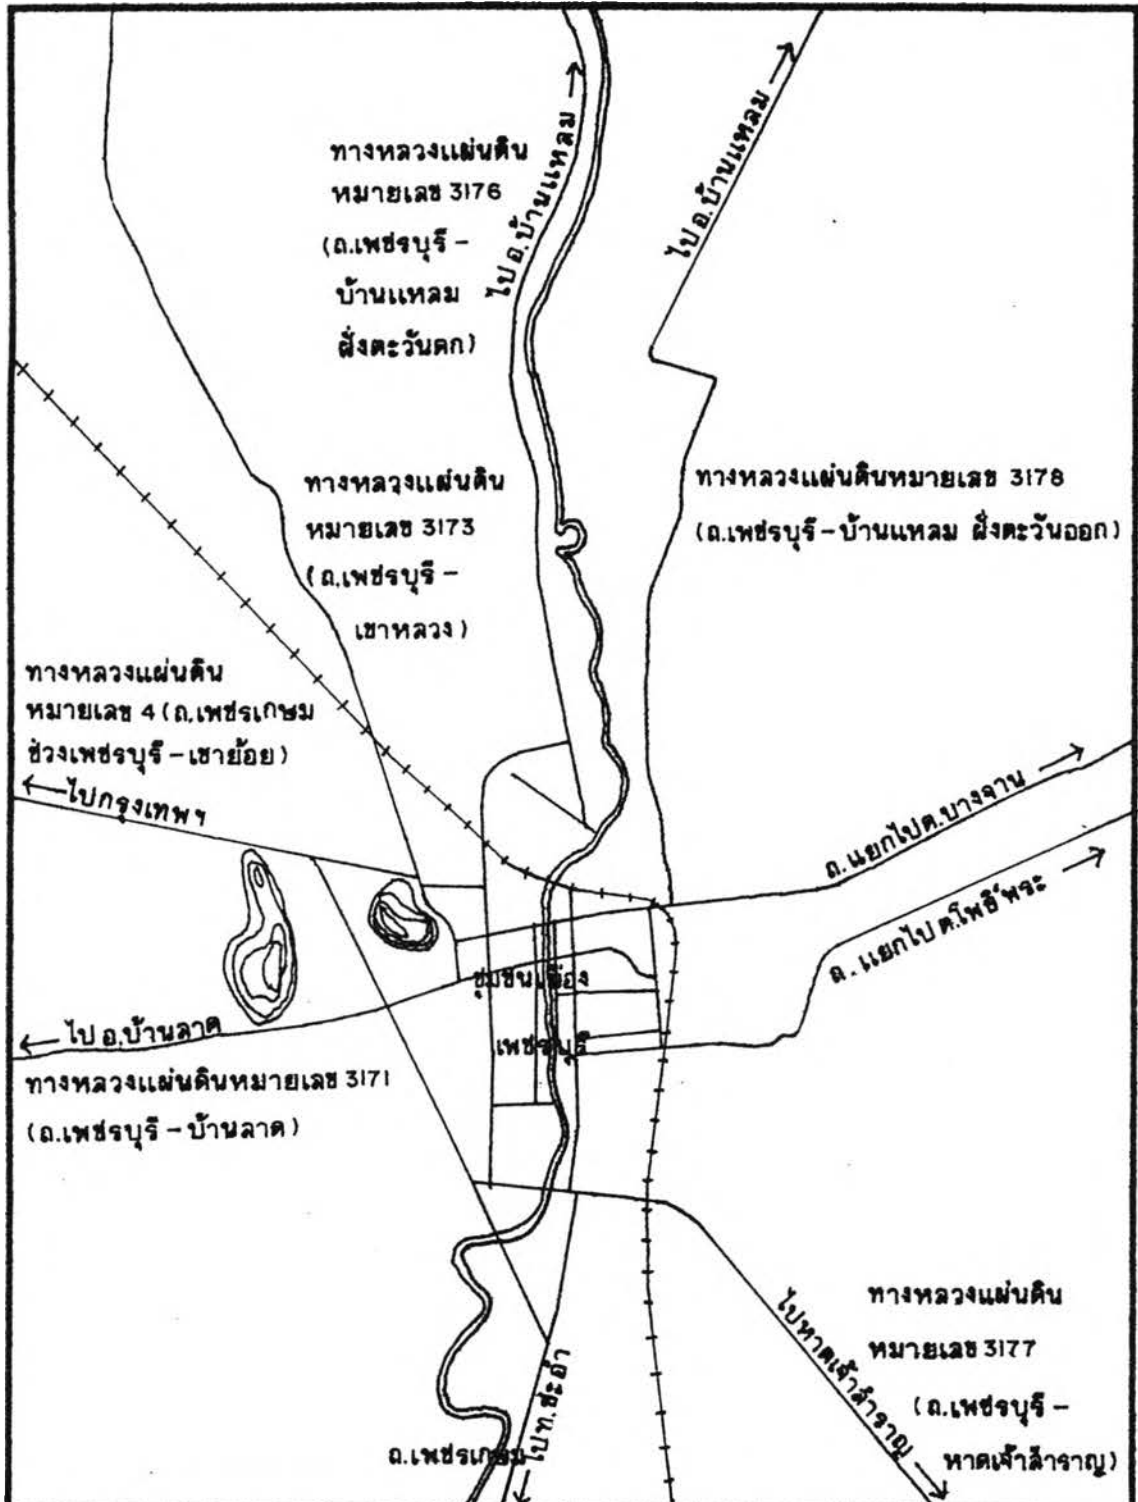 ทางหลวงแผ่นดิน
หมายเลข 3176
(ถ.เพชรบุรี -
บ้านแหลม
ฝั่งตะวันตก)
ไป อ.บ้านแหลม
ไป อ.บ้านแหลม
ทางหลวงแผ่นดิน
หมายเลข 3173
(ถ.เพชรบุรี -
เขาหลวง)
ทางหลวงแผ่นดินหมายเลข 3178
(ถ.เพชรบุรี - บ้านแหลม ฝั่งตะวันออก)
ทางหลวงแผ่นดิน
หมายเลข 4 (ถ.เพชรเกษม
ช่วงเพชรบุรี - เขาย้อย)
ไปกรุงเทพฯ
ถ.แยกไปต.บางจาน
ถ.แยกไปต.โพธิ์พระ
ชุมชนเมือง
เพชรบุรี
ไป อ.บ้านลาด
ทางหลวงแผ่นดินหมายเลข 3171
(ถ.เพชรบุรี - บ้านลาด)
ทางหลวงแผ่นดิน
หมายเลข 3177
(ถ.เพชรบุรี -
หาดเจ้าสำราญ)
ไปหาดเจ้าสำราญ
ไปท.ชะอำ
ถ.เพชรเกษม